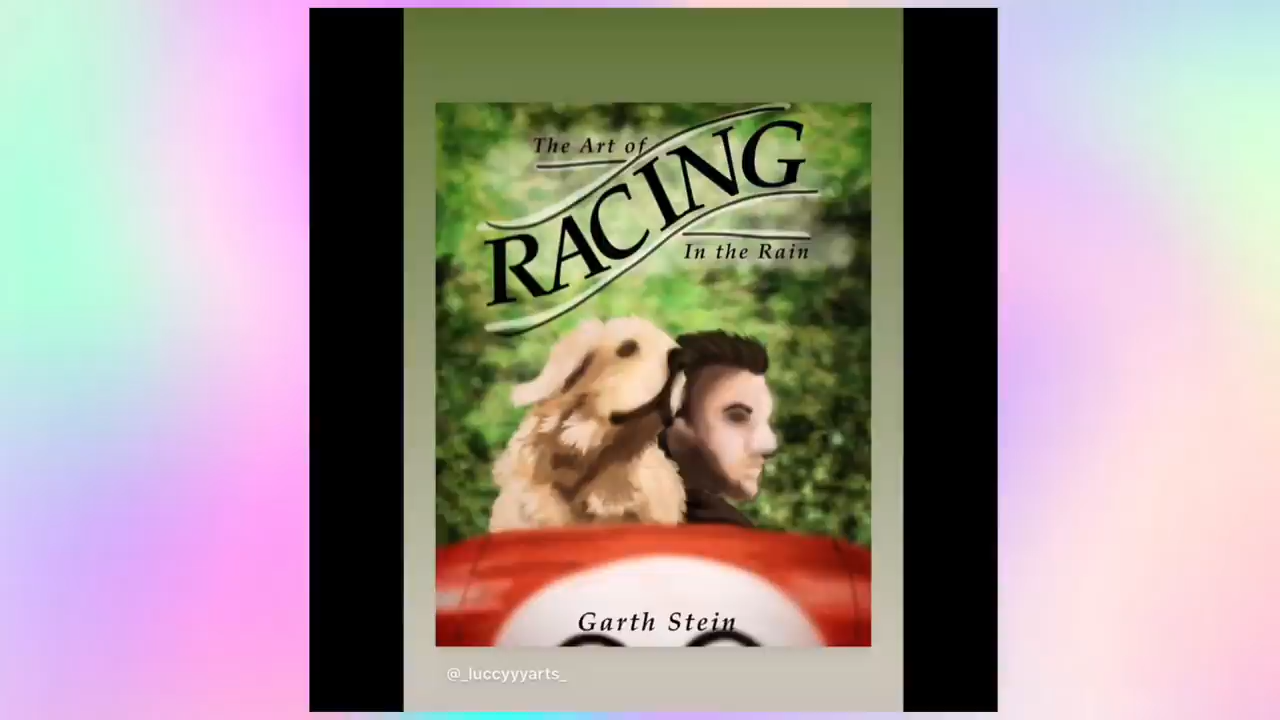 The Art of
RACING
In the Rain
Garth Stein
@_luccyyyarts_